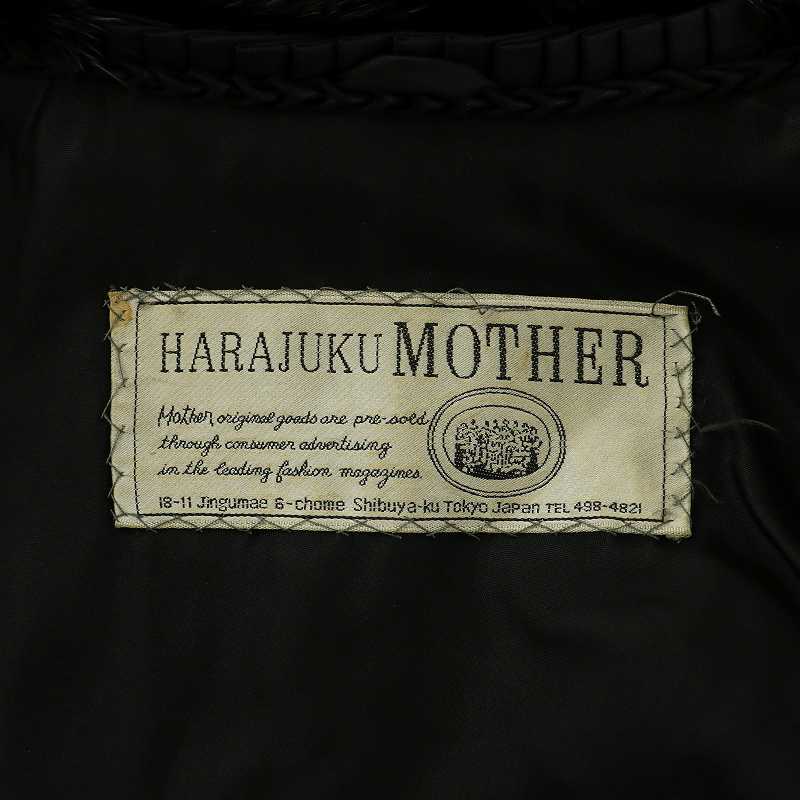 HARAJUKU MOTHER
Mother original goods are pre-sold
through consumer advertising
in the leading fashion magazines.
18-11 Jingumae 6-chome Shibuya-ku Tokyo Japan TEL 498-4821